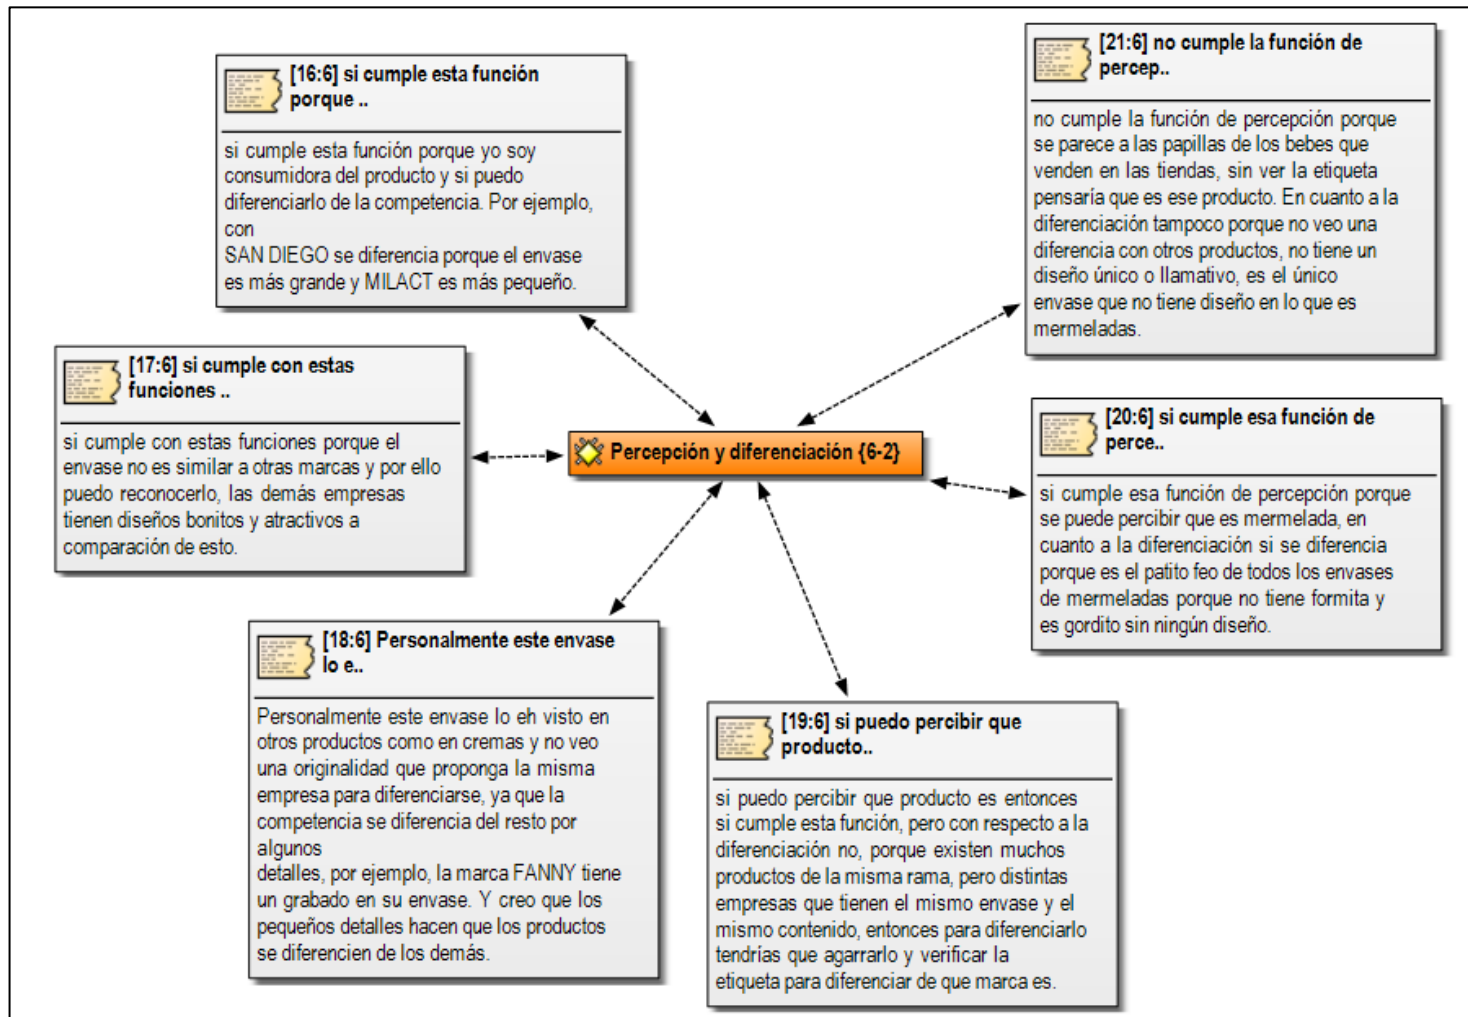 [16:6] si cumple esta función
porque ..
si cumple esta función porque yo soy
consumidora del producto y si puedo
diferenciarlo de la competencia. Por ejemplo,
con
SAN DIEGO se diferencia porque el envase
es más grande y MILACT es más pequeño.
[21:6] no cumple la función de
percep..
no cumple la función de percepción porque
se parece a las papillas de los bebes que
venden en las tiendas, sin ver la etiqueta
pensaría que es ese producto. En cuanto a la
diferenciación tampoco porque no veo una
diferencia con otros productos, no tiene un
diseño único o llamativo, es el único
envase que no tiene diseño en lo que es
mermeladas.
[17:6] si cumple con estas
funciones ..
si cumple con estas funciones porque el
envase no es similar a otras marcas y por ello
puedo reconocerlo, las demás empresas
tienen diseños bonitos y atractivos a
comparación de esto.
Percepción y diferenciación {6-2}
[20:6] si cumple esa función de
perce..
si cumple esa función de percepción porque
se puede percibir que es mermelada, en
cuanto a la diferenciación si se diferencia
porque es el patito feo de todos los envases
de mermeladas porque no tiene formita y
es gordito sin ningún diseño.
[18:6] Personalmente este envase
lo e..
Personalmente este envase lo eh visto en
otros productos como en cremas y no veo
una originalidad que proponga la misma
empresa para diferenciarse, ya que la
competencia se diferencia del resto por
algunos
detalles, por ejemplo, la marca FANNY tiene
un grabado en su envase. Y creo que los
pequeños detalles hacen que los productos
se diferencien de los demás.
[19:6] si puedo percibir que
producto..
si puedo percibir que producto es entonces
si cumple esta función, pero con respecto a la
diferenciación no, porque existen muchos
productos de la misma rama, pero distintas
empresas que tienen el mismo envase y el
mismo contenido, entonces para diferenciarlo
tendrías que agarrarlo y verificar la
etiqueta para diferenciar de que marca es.